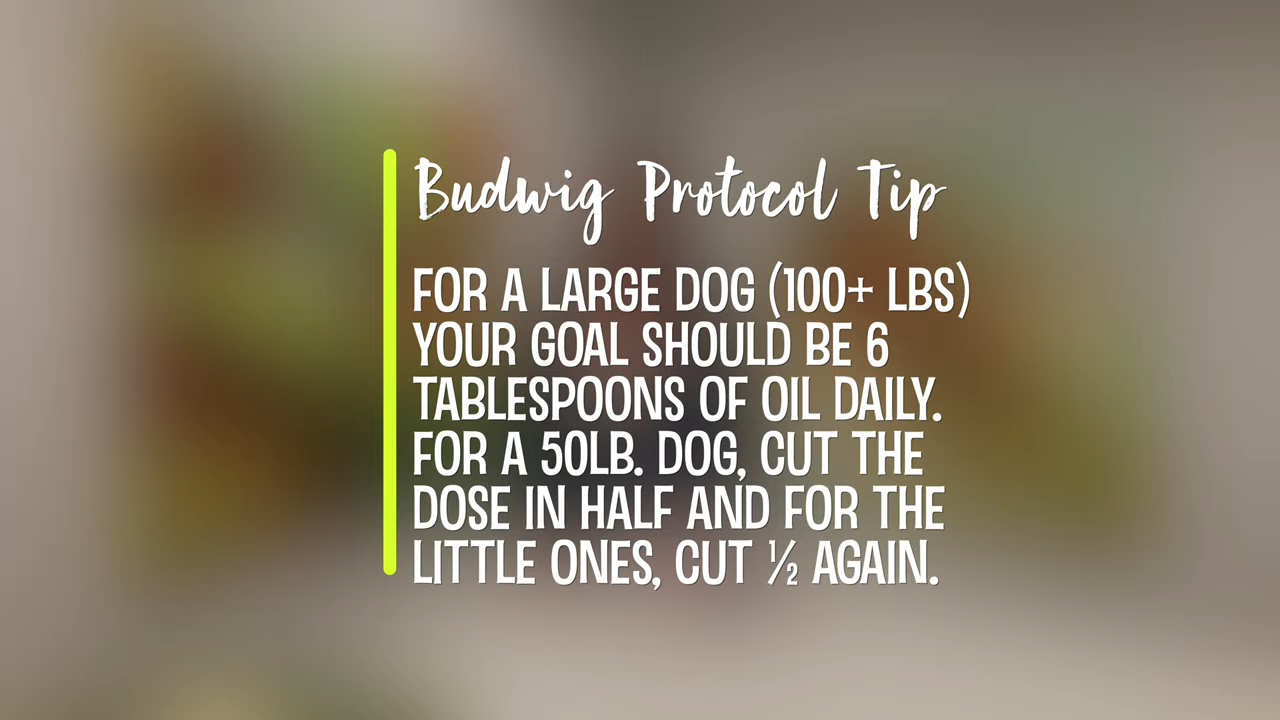 Budwig Protocol Tip
FOR A LARGE DOG (100+ LBS)
YOUR GOAL SHOULD BE 6
TABLESPOONS OF OIL DAILY.
FOR A 50LB. DOG, CUT THE
DOSE IN HALF AND FOR THE
LITTLE ONES, CUT ½ AGAIN.